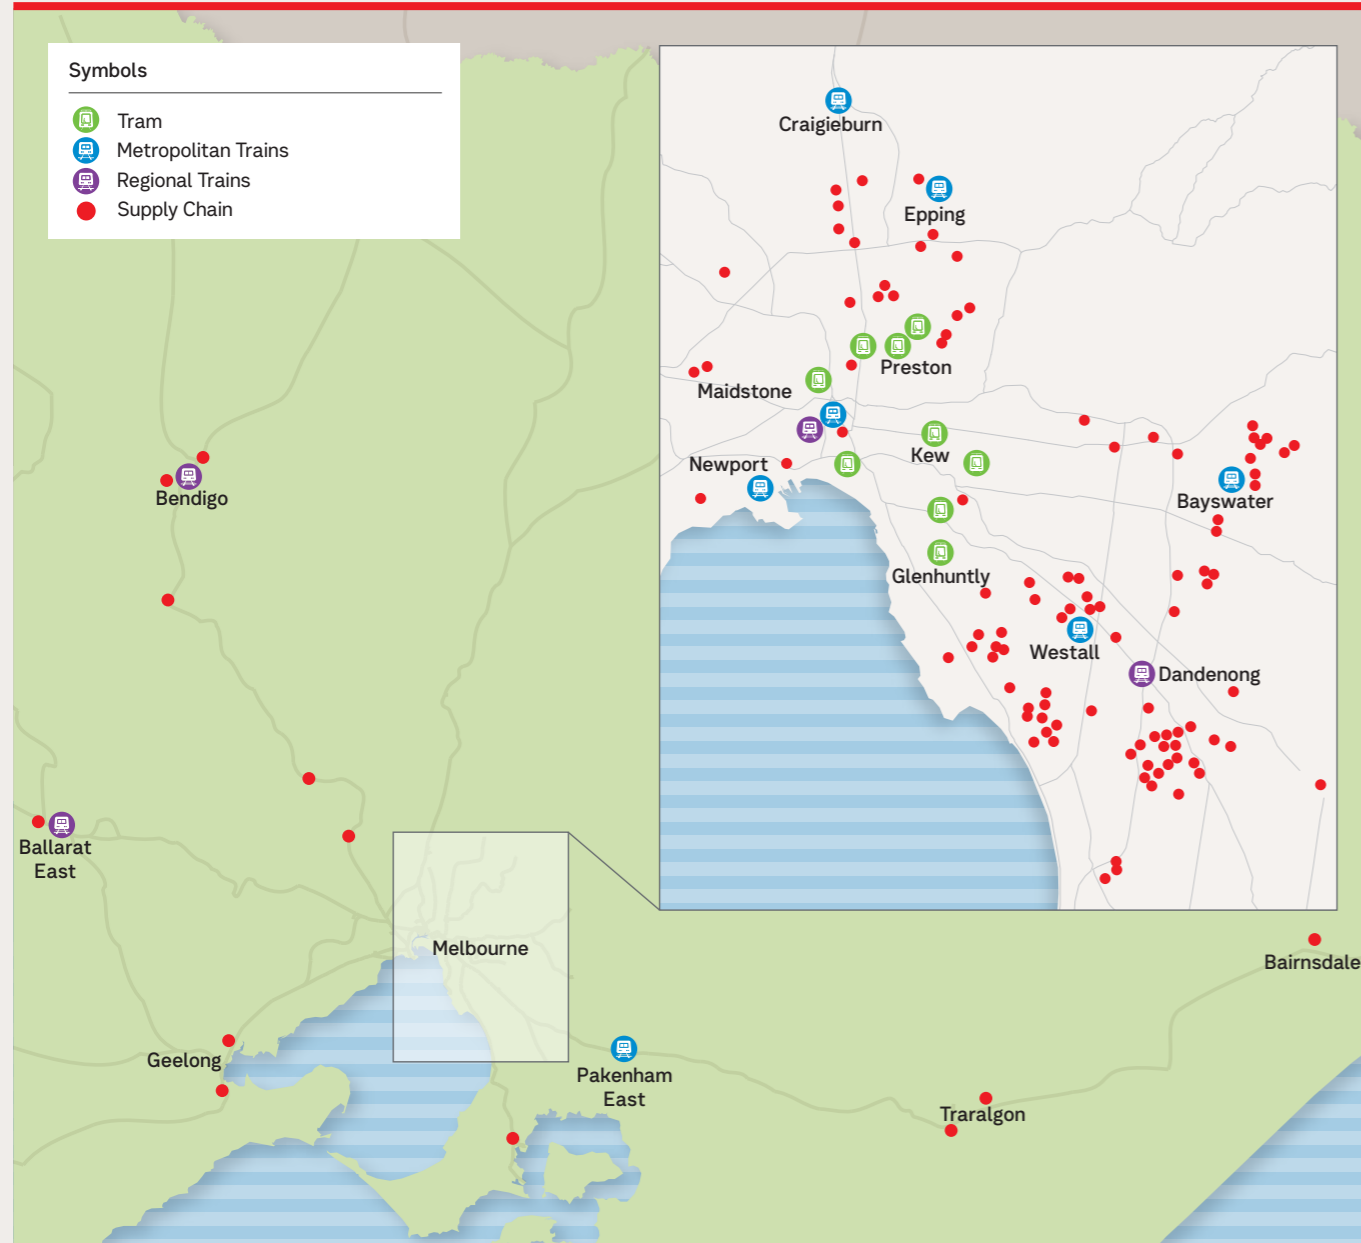 Symbols
Tram
Metropolitan Trains
Regional Trains
Supply Chain
Craigieburn
Epping
Preston
Maidstone
Kew
Newport
Bayswater
Glenhuntly
Westall
Dandenong
Bendigo
Ballarat
East
Melbourne
Bairnsdale
Geelong
Pakenham
East
Traralgon